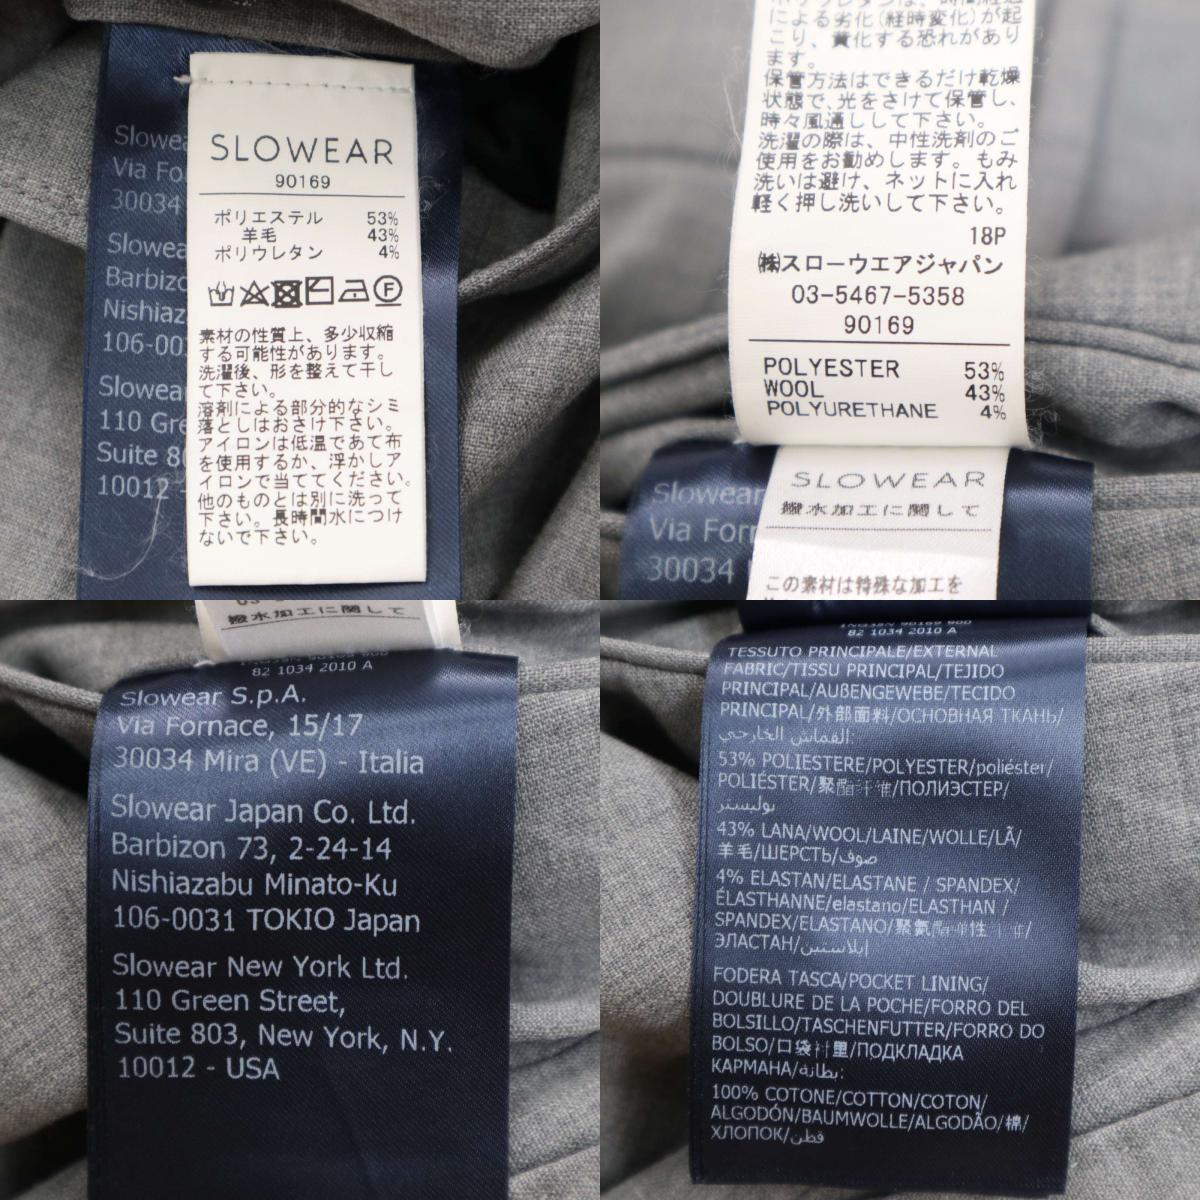 Slowear
Via Fo
30034
Slowea
Barbizo
Nishiaz
106-00
Slowea
110 Gre
Suite 80
10012 -
SLOWEAR
90169
ポリエステル 53%
羊毛 43%
ポリウレタン 4%
素材の性質上、多少収縮
する可能性があります。
洗濯後、形を整えて干し
て下さい。
溶剤による部分的なシミ
落としはおさけ下さい。
アイロンは低温であて布
を使用するか、浮かしア
イロンで当ててください。
他のものとは別に洗って
下さい。長時間水につけ
ないで下さい。
による劣化(経時変化)が起
こり、黄化する恐れがあり
ます。
保管方法はできるだけ乾燥
状態で、光をさけて保管し、
時々風通しして下さい。
洗濯の際は、中性洗剤のご
使用をお勧めします。もみ
洗いは避け、ネットに入れ
軽く押し洗いして下さい。
18P
㈱スローウエアジャパン
03-5467-5358
90169
POLYESTER 53%
WOOL 43%
POLYURETHANE 4%
Slowear
Via Forn
30034
SLOWEAR
撥水加工に関して
この素材は特殊な加工を
撥水加工に関して
82 1034 2010 A
Slowear S.p.A.
Via Fornace, 15/17
30034 Mira (VE) - Italia
Slowear Japan Co. Ltd.
Barbizon 73, 2-24-14
Nishiazabu Minato-Ku
106-0031 TOKIO Japan
Slowear New York Ltd.
110 Green Street,
Suite 803, New York, N.Y.
10012 - USA
82 1034 2010 A
TESSUTO PRINCIPALE/EXTERNAL
FABRIC/TISSU PRINCIPAL/TEJIDO
PRINCIPAL/AUßENGEWEBE/TECIDO
PRINCIPAL/外部面料/ОСНОВНАЯ ТКАНЬ/
القماش الخارجي:
53% POLIESTERE/POLYESTER/poliéster/
POLIÉSTER/聚酯纤维/ПОЛИЭСТЕР/
بوليستر
43% LANA/WOOL/LAINE/WOLLE/LÃ/
羊毛/ШЕРСТЬ/صوف
4% ELASTAN/ELASTANE / SPANDEX/
ÉLASTHANNE/elastano/ELASTHAN /
SPANDEX/ELASTANO/聚氨酯弹性纤维/
ЭЛАСТАН/إيلاستين
FODERA TASCA/POCKET LINING/
DOUBLURE DE LA POCHE/FORRO DEL
BOLSILLO/TASCHENFUTTER/FORRO DO
BOLSO/口袋衬里/ПОДКЛАДКА
КАРМАНА/بطانة:
100% COTONE/COTTON/COTON/
ALGODÓN/BAUMWOLLE/ALGODÃO/棉/
ХЛОПОК/قطن